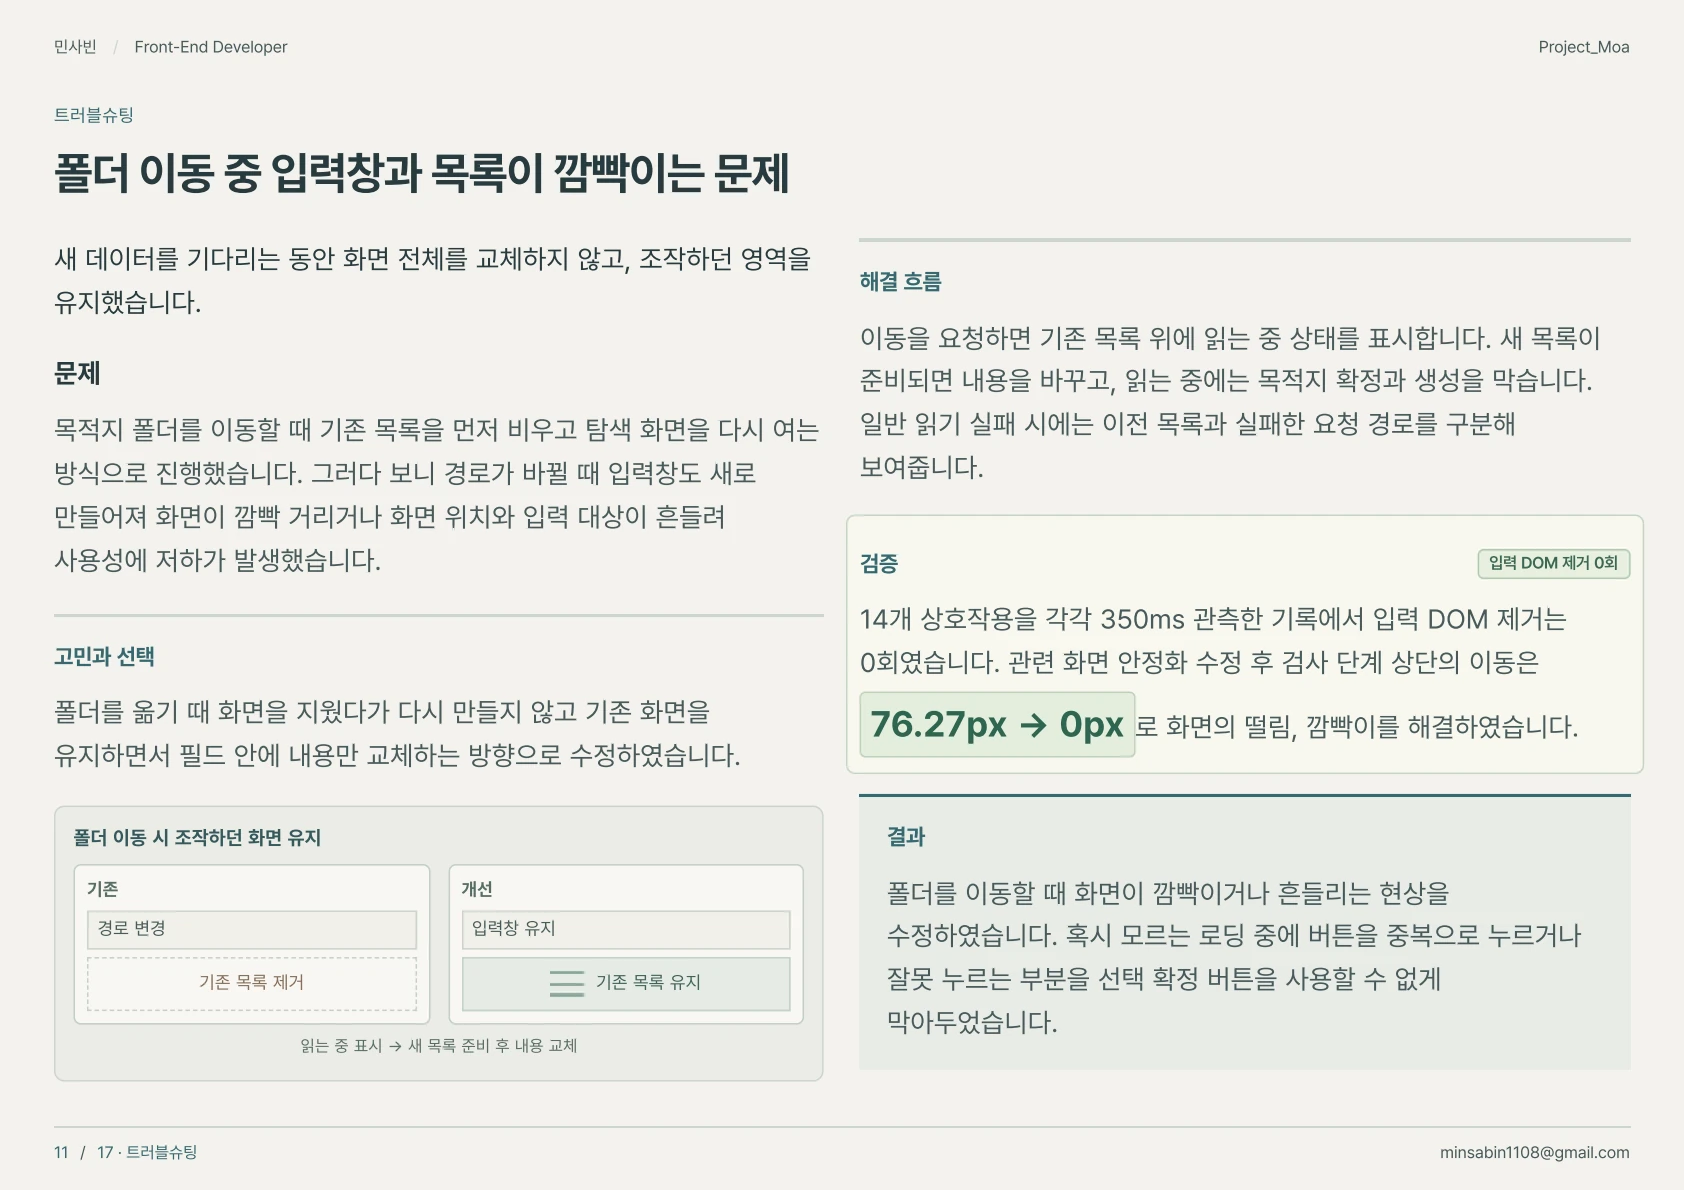 민사빈 / Front-End Developer
Project_Moa
트러블슈팅
폴더 이동 중 입력창과 목록이 깜빡이는 문제
새 데이터를 기다리는 동안 화면 전체를 교체하지 않고, 조작하던 영역을
유지했습니다.
문제
목적지 폴더를 이동할 때 기존 목록을 먼저 비우고 탐색 화면을 다시 여는
방식으로 진행했습니다. 그러다 보니 경로가 바뀔 때 입력창도 새로
만들어져 화면이 깜빡 거리거나 화면 위치와 입력 대상이 흔들려
사용성에 저하가 발생했습니다.
고민과 선택
폴더를 옮기 때 화면을 지웠다가 다시 만들지 않고 기존 화면을
유지하면서 필드 안에 내용만 교체하는 방향으로 수정하였습니다.
폴더 이동 시 조작하던 화면 유지
기존
경로 변경
기존 목록 제거
개선
입력창 유지
기존 목록 유지
읽는 중 표시 → 새 목록 준비 후 내용 교체
해결 흐름
이동을 요청하면 기존 목록 위에 읽는 중 상태를 표시합니다. 새 목록이
준비되면 내용을 바꾸고, 읽는 중에는 목적지 확정과 생성을 막습니다.
일반 읽기 실패 시에는 이전 목록과 실패한 요청 경로를 구분해
보여줍니다.
검증
입력 DOM 제거 0회
14개 상호작용을 각각 350ms 관측한 기록에서 입력 DOM 제거는
0회였습니다. 관련 화면 안정화 수정 후 검사 단계 상단의 이동은
76.27px → 0px로 화면의 떨림, 깜빡이를 해결하였습니다.
결과
폴더를 이동할 때 화면이 깜빡이거나 흔들리는 현상을
수정하였습니다. 혹시 모르는 로딩 중에 버튼을 중복으로 누르거나
잘못 누르는 부분을 선택 확정 버튼을 사용할 수 없게
막아두었습니다.
11 / 17 · 트러블슈팅
minsabin1108@gmail.com